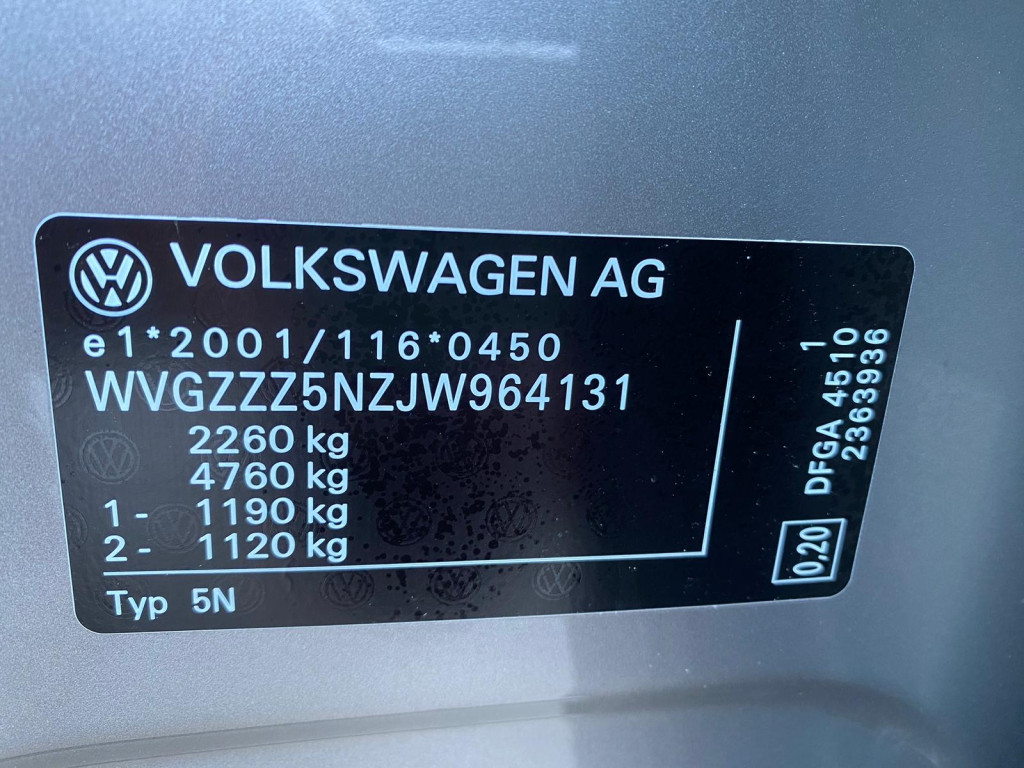 VOLKSWAGEN AG
e1*2001/116*0450
WVGZZZ5NZJW964131
2260 kg
4760 kg
1- 1190 kg
2- 1120 kg
Typ 5N
1
DFGA 4510
2363936
0,20